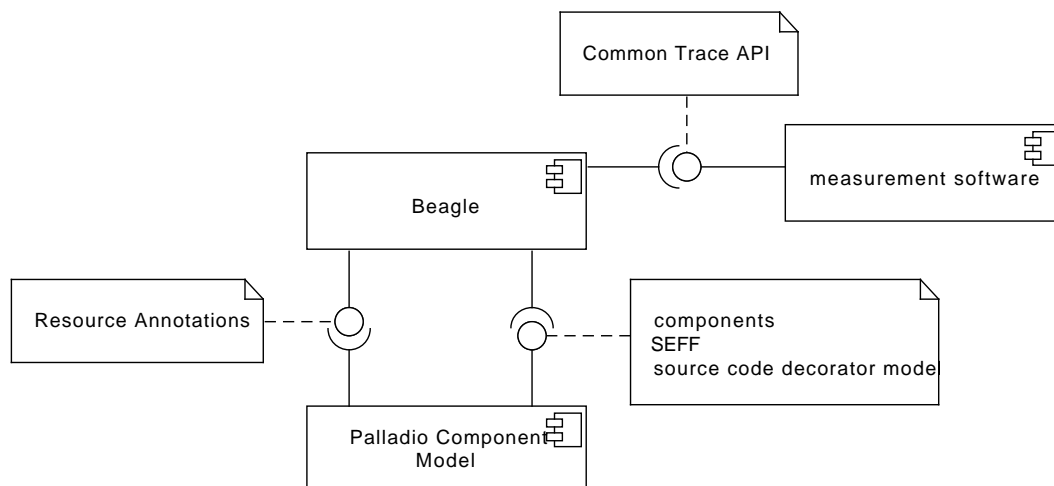 Common Trace API
measurement software
Beagle
Resource Annotations
components
SEFF
source code decorator model
Palladio Component
Model